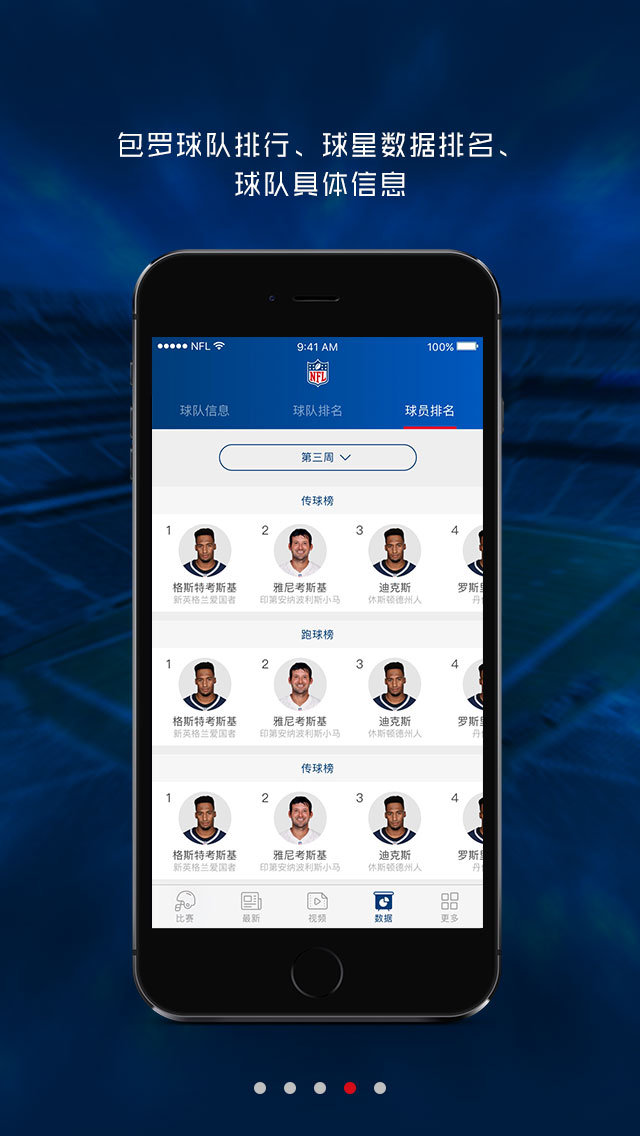 包罗球队排行、球星数据排名、
球队具体信息
NFL 9:41 AM 100%
NFL
球队信息 球队排名 球员排名
第三周
传球榜
1 2 3 4
格斯特考斯基 雅尼考斯基 迪克斯 罗斯
新英格兰爱国者 印第安纳波利斯小马 休斯顿德州人 丹
跑球榜
1 2 3 4
格斯特考斯基 雅尼考斯基 迪克斯 罗斯
新英格兰爱国者 印第安纳波利斯小马 休斯顿德州人 丹
传球榜
1 2 3 4
格斯特考斯基 雅尼考斯基 迪克斯 罗斯
新英格兰爱国者 印第安纳波利斯小马 休斯顿德州人 丹
比赛 最新 视频 数据 更多